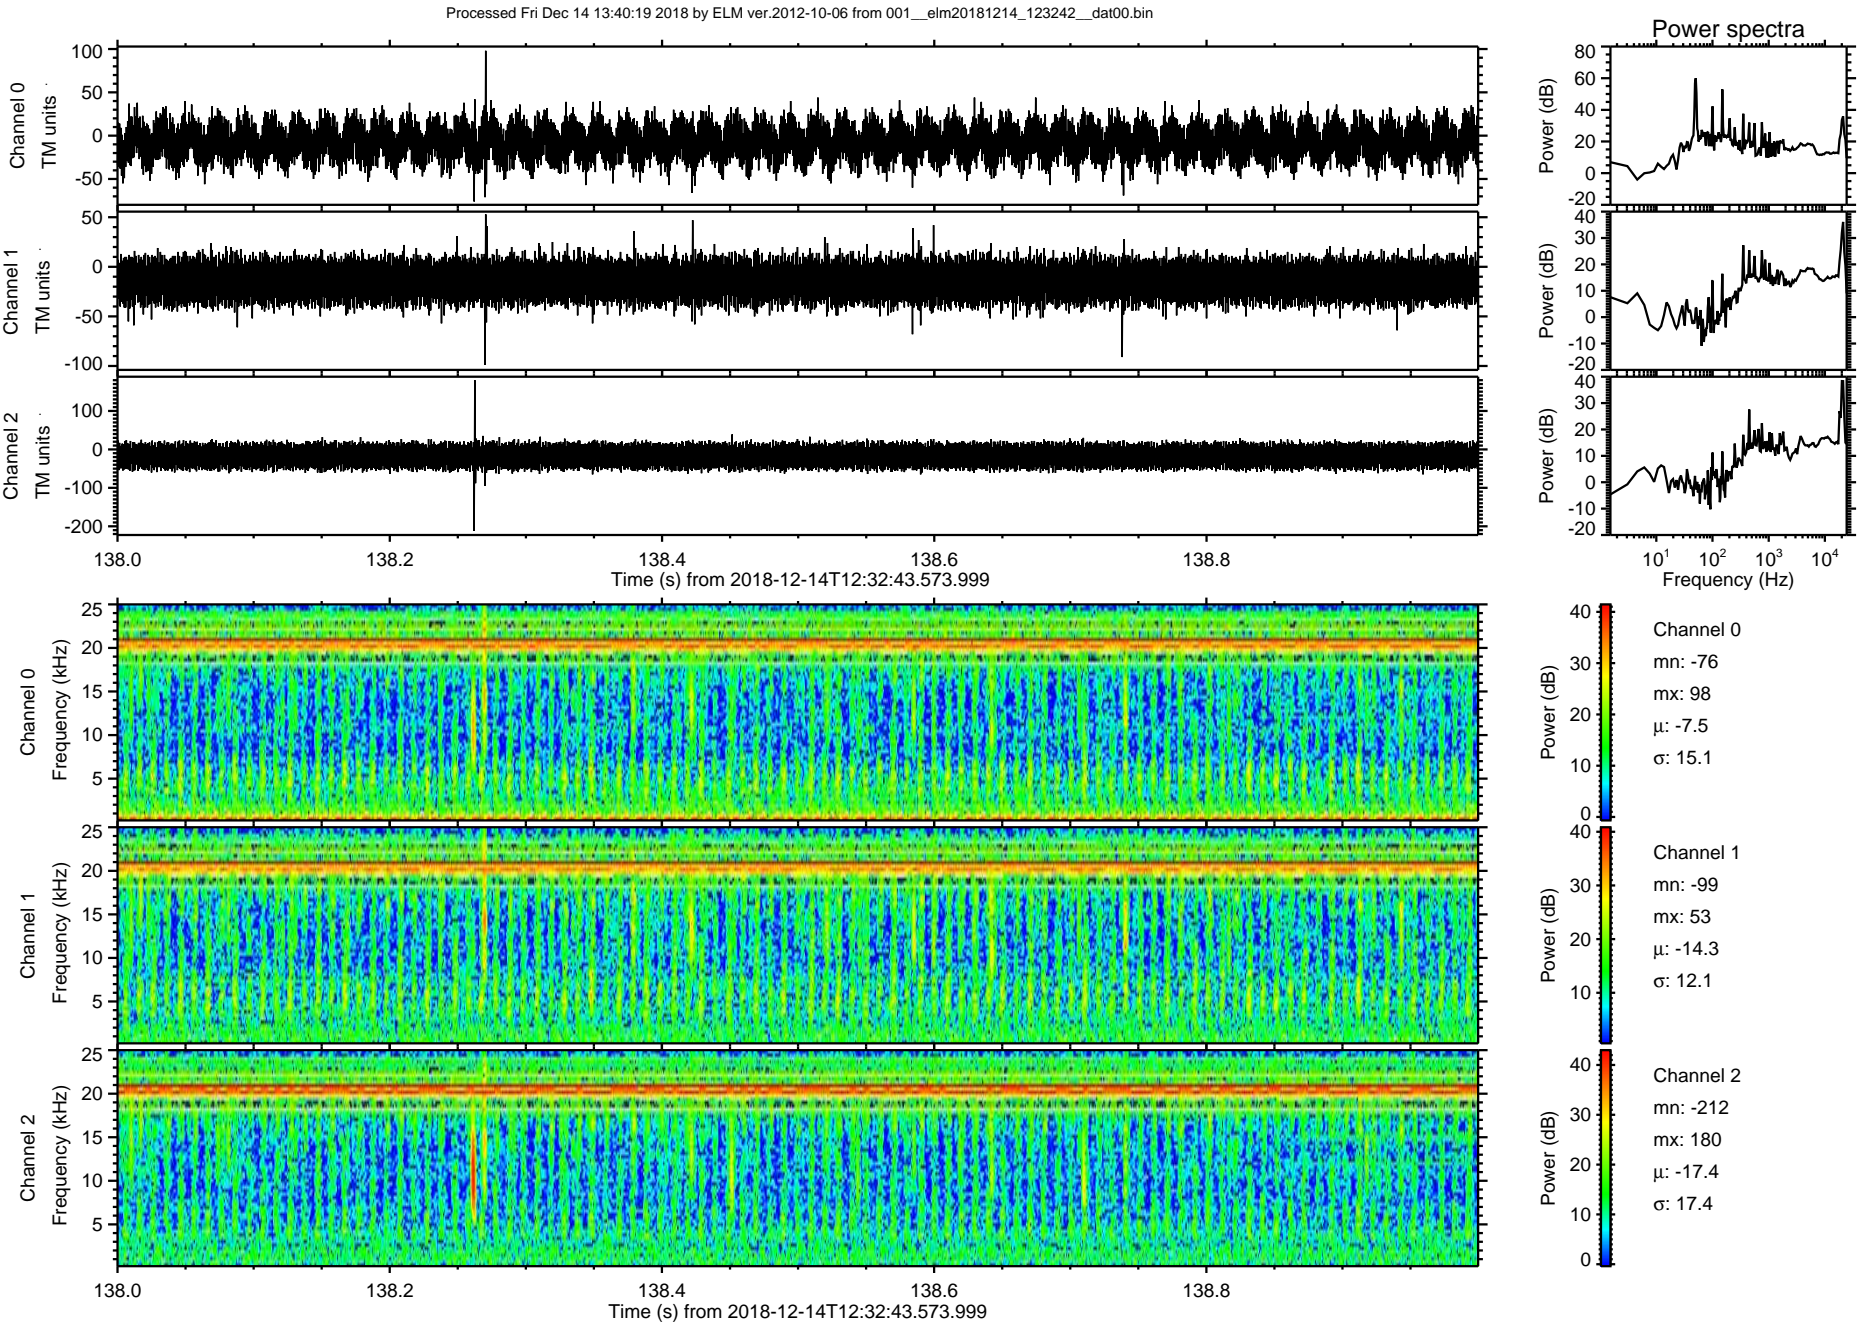 Processed Fri Dec 14 13:40:19 2018 by ELM ver.2012-10-06 from 001__elm20181214_123242__dat00.bin
Power spectra
Channel 0
TM units
100
50
0
-50
Power (dB)
80
60
40
20
0
-20
Channel 1
TM units
50
0
-50
-100
Power (dB)
40
30
20
10
0
-10
-20
Channel 2
TM units
100
0
-100
-200
Power (dB)
40
30
20
10
0
-10
-20
138.0 138.2 138.4 138.6 138.8
Time (s) from 2018-12-14T12:32:43.573.999
10^1 10^2 10^3 10^4
Frequency (Hz)
Channel 0
Frequency (kHz)
25
20
15
10
5
Power (dB)
40
30
20
10
0
Channel 0
mn: -76
mx: 98
μ: -7.5
σ: 15.1
Channel 1
Frequency (kHz)
25
20
15
10
5
Power (dB)
40
30
20
10
Channel 1
mn: -99
mx: 53
μ: -14.3
σ: 12.1
Channel 2
Frequency (kHz)
25
20
15
10
5
Power (dB)
40
30
20
10
0
Channel 2
mn: -212
mx: 180
μ: -17.4
σ: 17.4
138.0 138.2 138.4 138.6 138.8
Time (s) from 2018-12-14T12:32:43.573.999